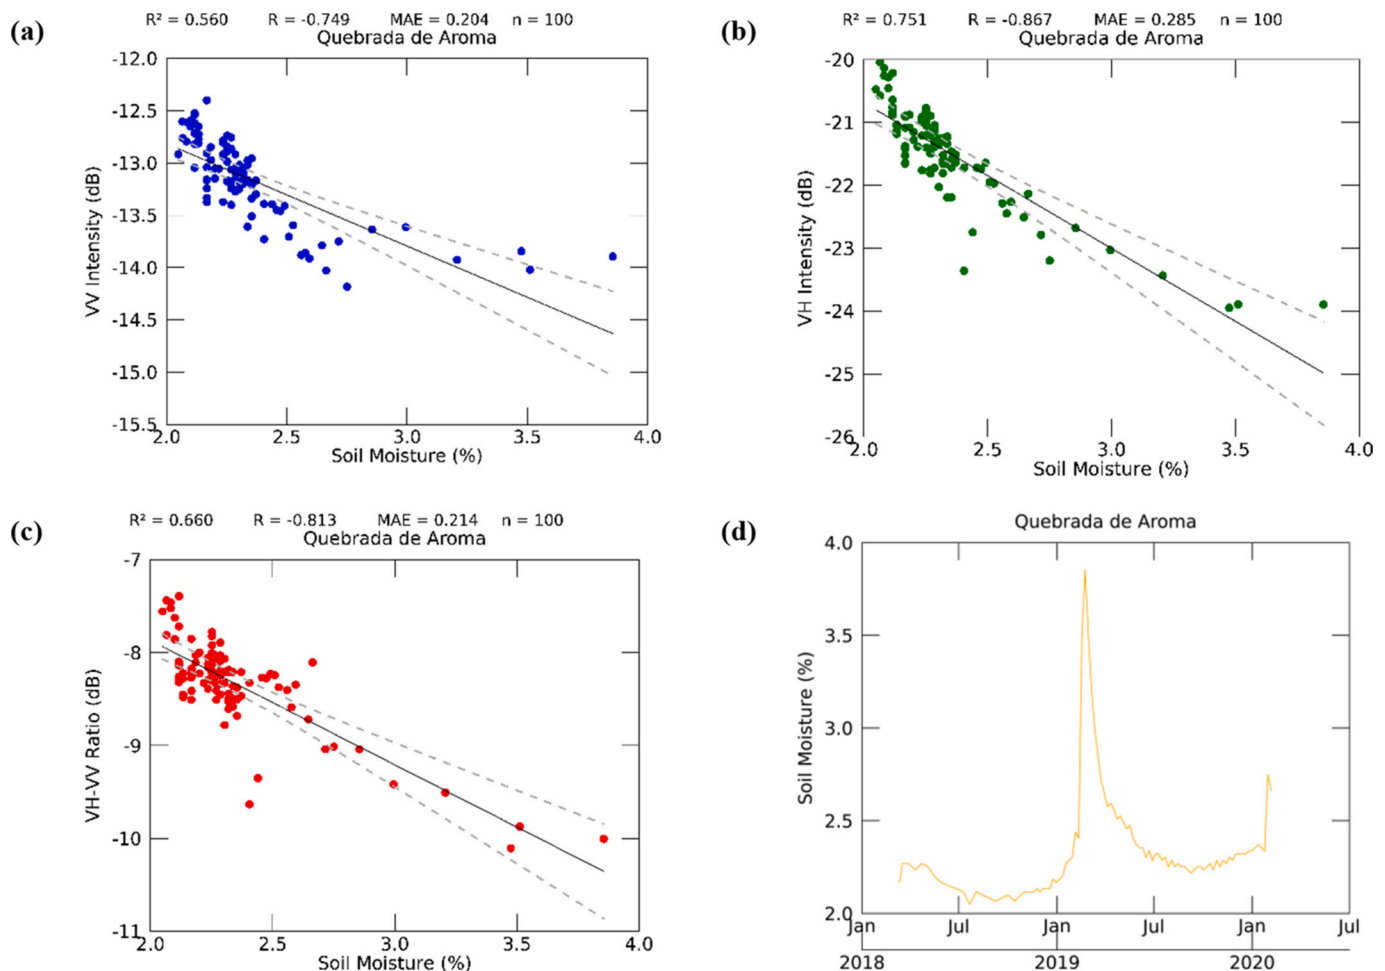 (a)
R² = 0.560 R = -0.749 MAE = 0.204 n = 100
Quebrada de Aroma
-12.0
-12.5
-13.0
-13.5
-14.0
-14.5
-15.0
-15.5
VV Intensity (dB)
2.0 2.5 3.0 3.5 4.0
Soil Moisture (%)
(b)
R² = 0.751 R = -0.867 MAE = 0.285 n = 100
Quebrada de Aroma
-20
-21
-22
-23
-24
-25
-26
VH Intensity (dB)
2.0 2.5 3.0 3.5 4.0
Soil Moisture (%)
(c)
R² = 0.660 R = -0.813 MAE = 0.214 n = 100
Quebrada de Aroma
-7
-8
-9
-10
-11
VH-VV Ratio (dB)
2.0 2.5 3.0 3.5 4.0
Soil Moisture (%)
(d)
Quebrada de Aroma
4.0
3.5
3.0
2.5
2.0
Soil Moisture (%)
Jan Jul Jan Jul Jan Jul
2018 2019 2020